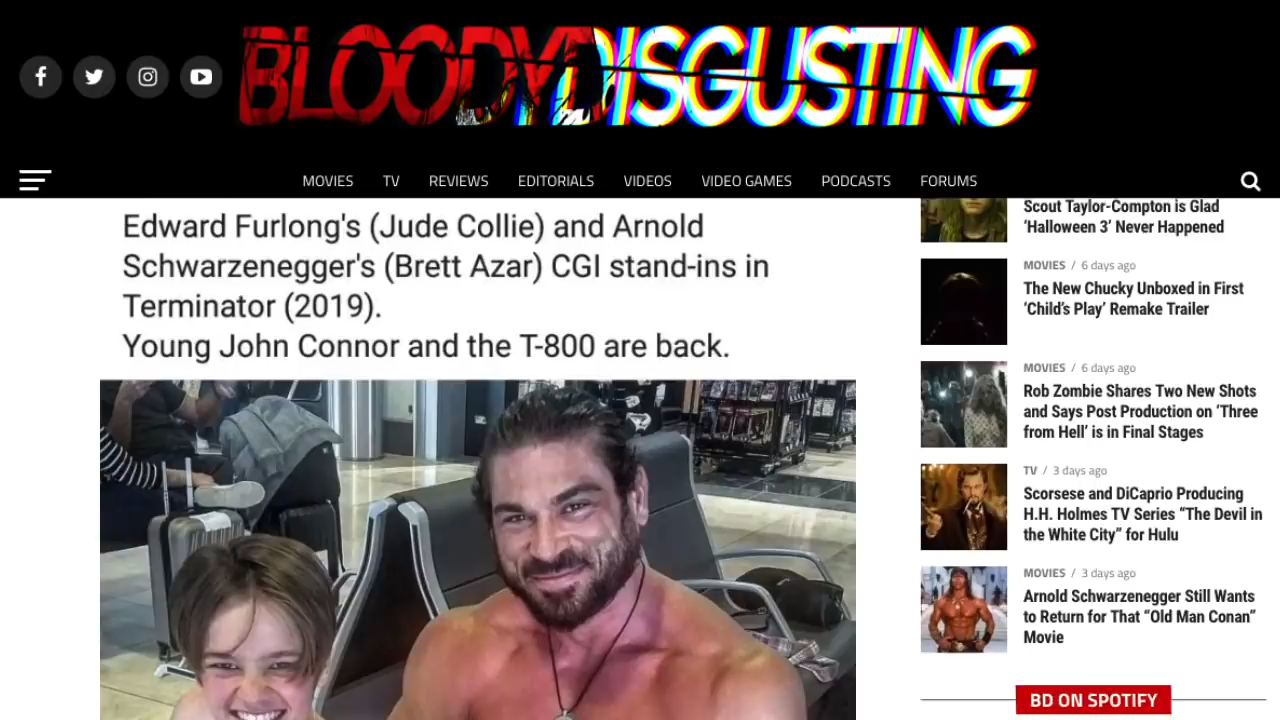 BLOODY DISGUSTING
MOVIES TV REVIEWS EDITORIALS VIDEOS VIDEO GAMES PODCASTS FORUMS
Edward Furlong's (Jude Collie) and Arnold
Schwarzenegger's (Brett Azar) CGI stand-ins in
Terminator (2019).
Young John Connor and the T-800 are back.
Scout Taylor-Compton is Glad
‘Halloween 3’ Never Happened
MOVIES / 6 days ago
The New Chucky Unboxed in First
‘Child’s Play’ Remake Trailer
MOVIES / 6 days ago
Rob Zombie Shares Two New Shots
and Says Post Production on ‘Three
from Hell’ is in Final Stages
TV / 3 days ago
Scorsese and DiCaprio Producing
H.H. Holmes TV Series “The Devil in
the White City” for Hulu
MOVIES / 3 days ago
Arnold Schwarzenegger Still Wants
to Return for That “Old Man Conan”
Movie
BD ON SPOTIFY